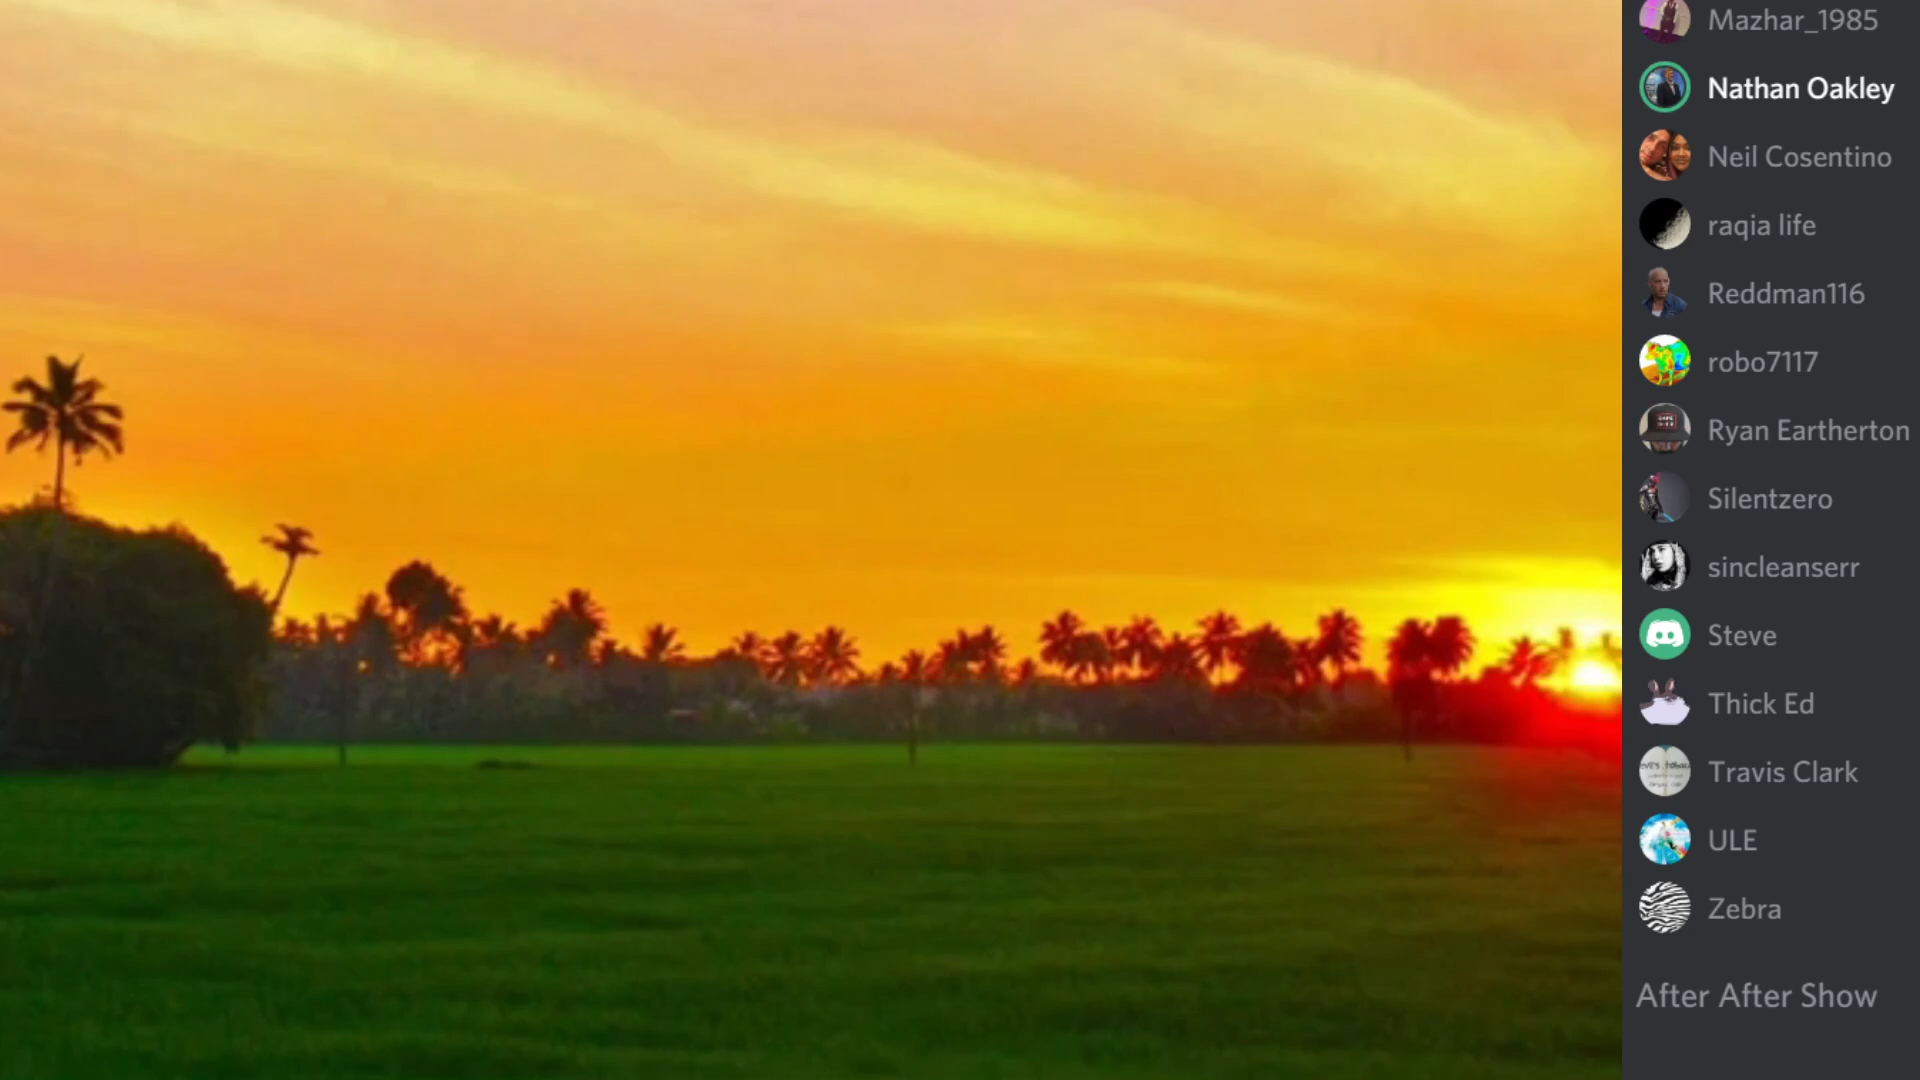 Mazhar_1985
Nathan Oakley
Neil Cosentino
raqia life
Reddman116
robo7117
Ryan Eartherton
Silentzero
sincleanserr
Steve
Thick Ed
Travis Clark
ULE
Zebra
After After Show